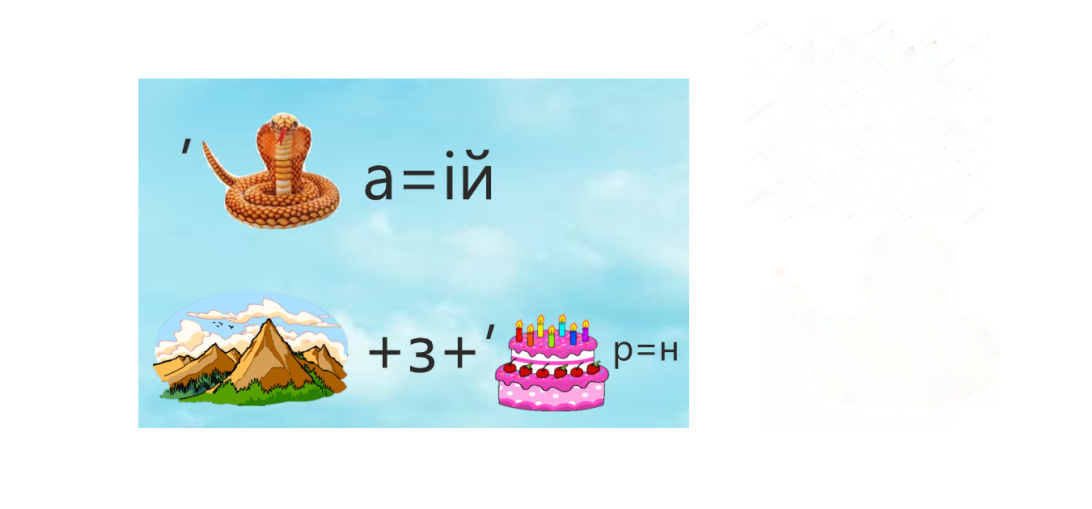 ’ а=ій
+з+’ р=н